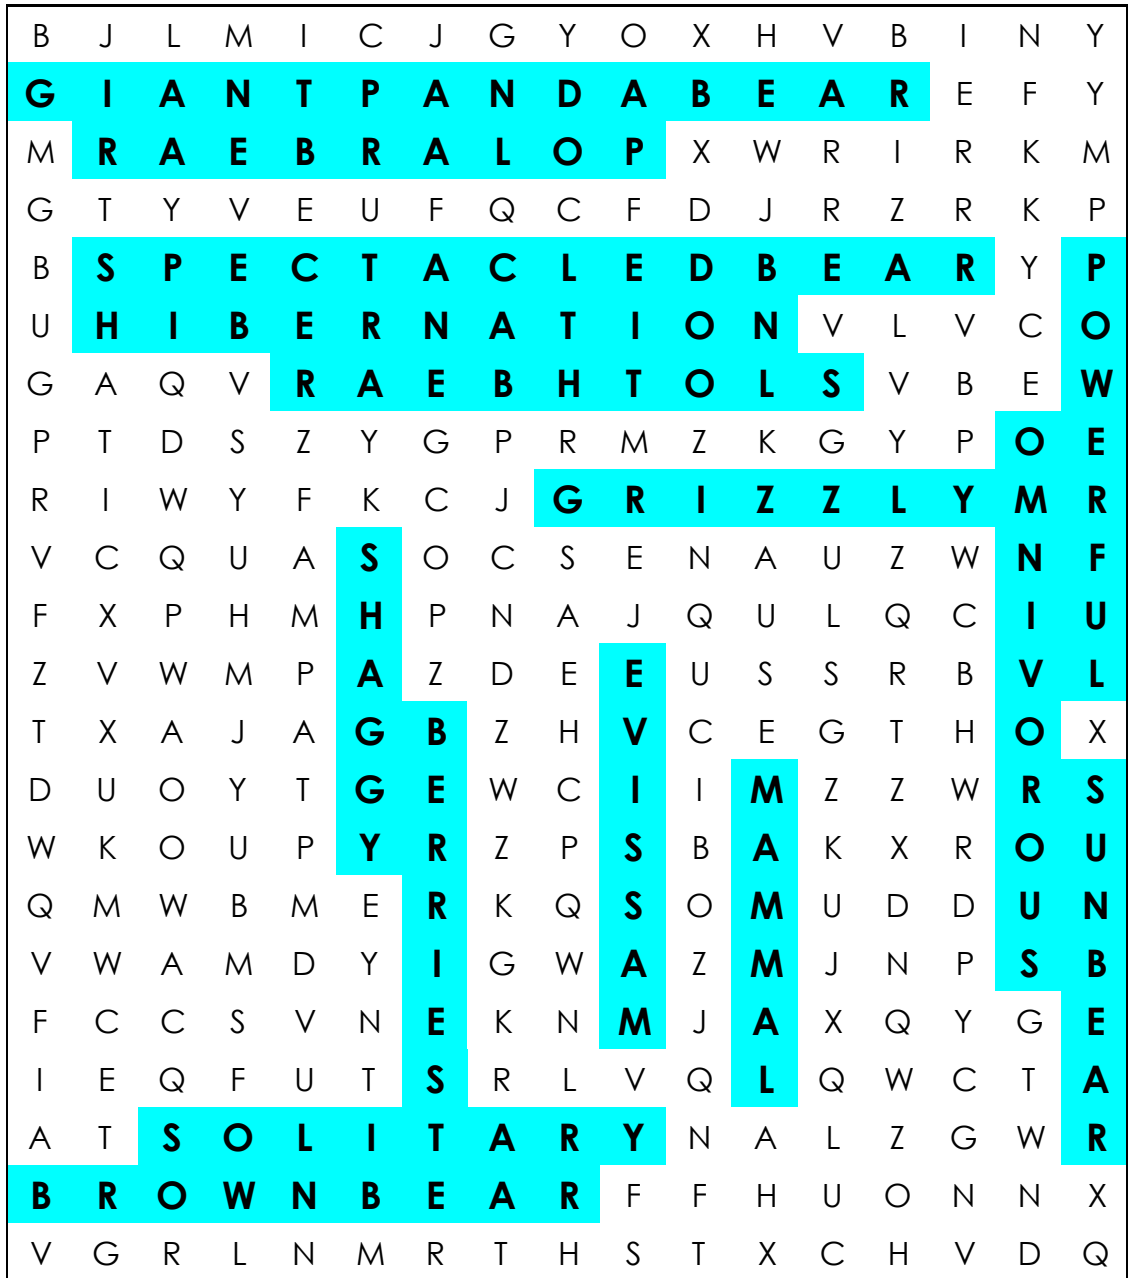 B J L M I C J G Y O X H V B I N Y
G I A N T P A N D A B E A R E F Y
M R A E B R A L O P X W R I R K M
G T Y V E U F Q C F D J R Z R K P
B S P E C T A C L E D B E A R Y P
U H I B E R N A T I O N V L V C O
G A Q V R A E B H T O L S V B E W
P T D S Z Y G P R M Z K G Y P O E
R I W Y F K C J G R I Z Z L Y M R
V C Q U A S O C S E N A U Z W N F
F X P H M H P N A J Q U L Q C I U
Z V W M P A Z D E E U S S R B V L
T X A J A G B Z H V C E G T H O X
D U O Y T G E W C I I M Z Z W R S
W K O U P Y R Z P S B A K X R O U
Q M W B M E R K Q S O M U D D U N
V W A M D Y I G W A Z M J N P S B
F C C S V N E K N M J A X Q Y G E
I E Q F U T S R L V Q L Q W C T A
A T S O L I T A R Y N A L Z G W R
B R O W N B E A R F F H U O N N X
V G R L N M R T H S T X C H V D Q